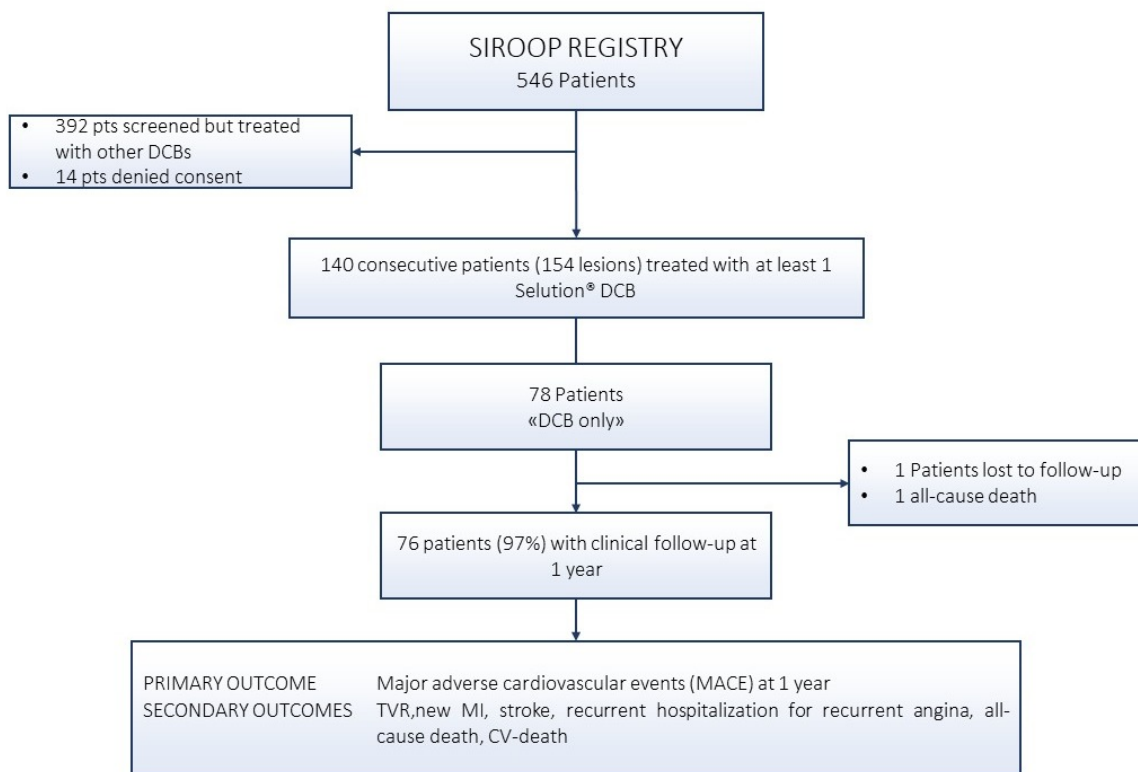 SIROOP REGISTRY
546 Patients
• 392 pts screened but treated
with other DCBs
• 14 pts denied consent
140 consecutive patients (154 lesions) treated with at least 1
Selution® DCB
78 Patients
«DCB only»
• 1 Patients lost to follow-up
• 1 all-cause death
76 patients (97%) with clinical follow-up at
1 year
PRIMARY OUTCOME Major adverse cardiovascular events (MACE) at 1 year
SECONDARY OUTCOMES TVR,new MI, stroke, recurrent hospitalization for recurrent angina, all-
cause death, CV-death